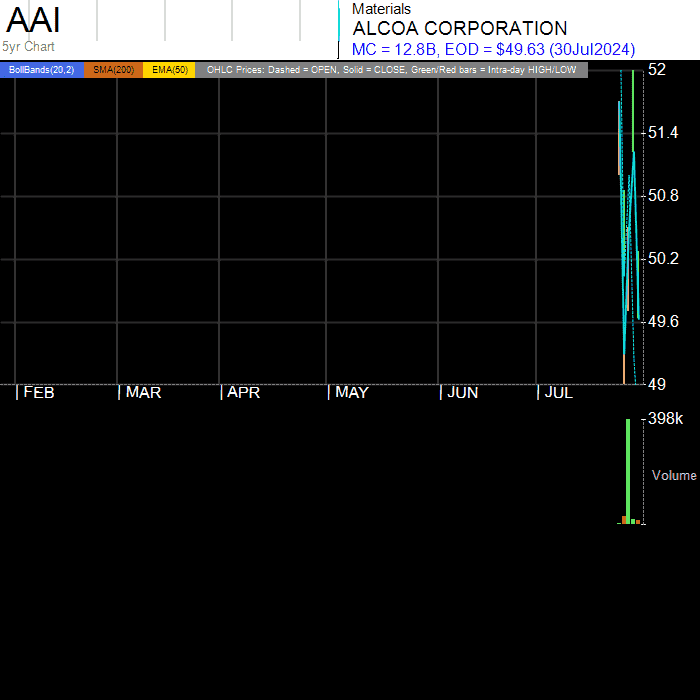 AAI
5yr Chart
Materials
ALCOA CORPORATION
MC = 12.8B, EOD = $49.63 (30Jul2024)
BollBands(20,2) SMA(200) EMA(50) OHLC Prices: Dashed = OPEN, Solid = CLOSE, Green/Red bars = Intra-day HIGH/LOW
52
51.4
50.8
50.2
49.6
49
FEB MAR APR MAY JUN JUL
398k
Volume